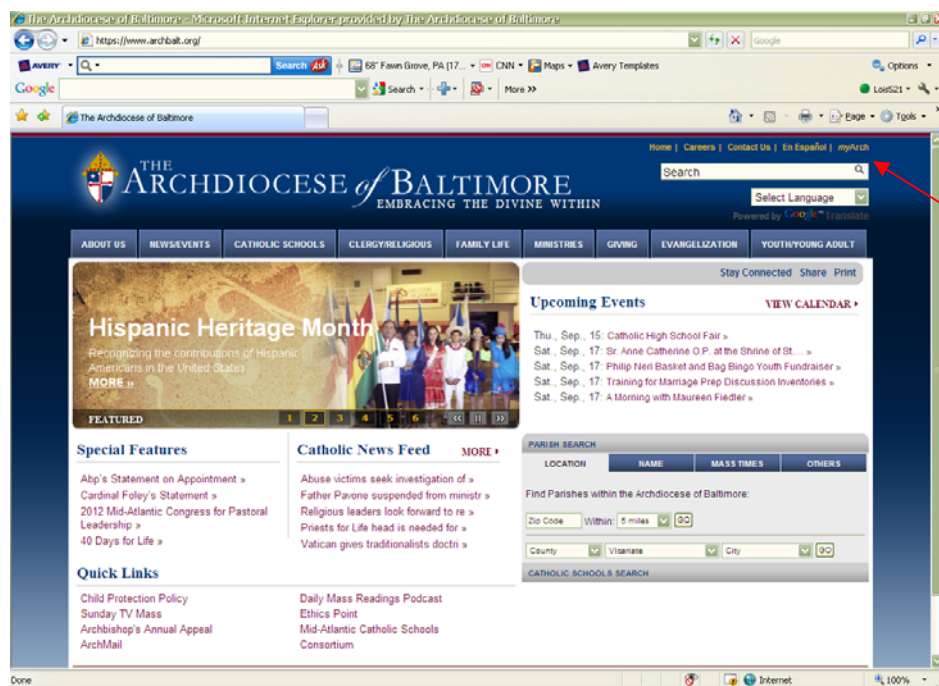 The Archdiocese of Baltimore - Microsoft Internet Explorer provided by The Archdiocese of Baltimore
https://www.archbalt.org/
Google
AVERY Search 68° Fawn Grove, PA (17... CNN Maps Avery Templates Options
Google Search More >> Lois521
The Archdiocese of Baltimore Page Tools
Home | Careers | Contact Us | En Español | myArch
Search
THE
ARCHDIOCESE of BALTIMORE
EMBRACING THE DIVINE WITHIN
Select Language
Powered by Google™ Translate
ABOUT US NEWS/EVENTS CATHOLIC SCHOOLS CLERGY/RELIGIOUS FAMILY LIFE MINISTRIES GIVING EVANGELIZATION YOUTH/YOUNG ADULT
Stay Connected Share Print
Hispanic Heritage Month
Recognizing the contributions of Hispanic
Americans in the United States
MORE »
FEATURED 1 2 3 4 5 6
Upcoming Events VIEW CALENDAR
Thu., Sep., 15: Catholic High School Fair »
Sat., Sep., 17: Sr. Anne Catherine O.P. at the Shrine of St.... »
Sat., Sep., 17: Philip Neri Basket and Bag Bingo Youth Fundraiser »
Sat., Sep., 17: Training for Marriage Prep Discussion Inventories »
Sat., Sep., 17: A Morning with Maureen Fiedler »
Special Features
Abp's Statement on Appointment »
Cardinal Foley's Statement »
2012 Mid-Atlantic Congress for Pastoral
Leadership »
40 Days for Life »
Catholic News Feed MORE
Abuse victims seek investigation of »
Father Pavone suspended from ministr »
Religious leaders look forward to re »
Priests for Life head is needed for »
Vatican gives traditionalists doctri »
PARISH SEARCH
LOCATION NAME MASS TIMES OTHERS
Find Parishes within the Archdiocese of Baltimore:
Zip Code Within: 5 miles GO
County Vicariate City GO
CATHOLIC SCHOOLS SEARCH
Quick Links
Child Protection Policy
Sunday TV Mass
Archbishop's Annual Appeal
ArchMail
Daily Mass Readings Podcast
Ethics Point
Mid-Atlantic Catholic Schools
Consortium
Done Internet 100%